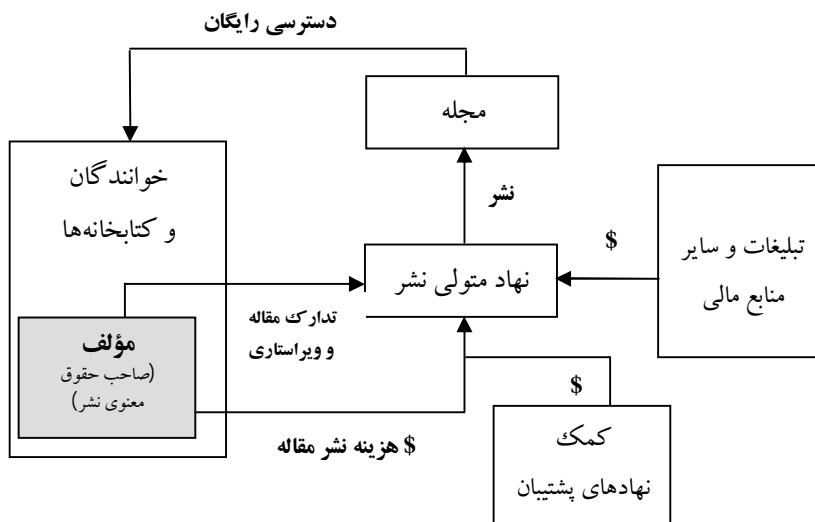 دسترسی رایگان
مجله
خوانندگان
و کتابخانه‌ها
نشر
$
تبلیغات و سایر
منابع مالی
نهاد متولی نشر
تدارک مقاله
و ویراستاری
مؤلف
(صاحب حقوق
معنوی نشر)
$
$ هزینه نشر مقاله
کمک
نهادهای پشتیبان